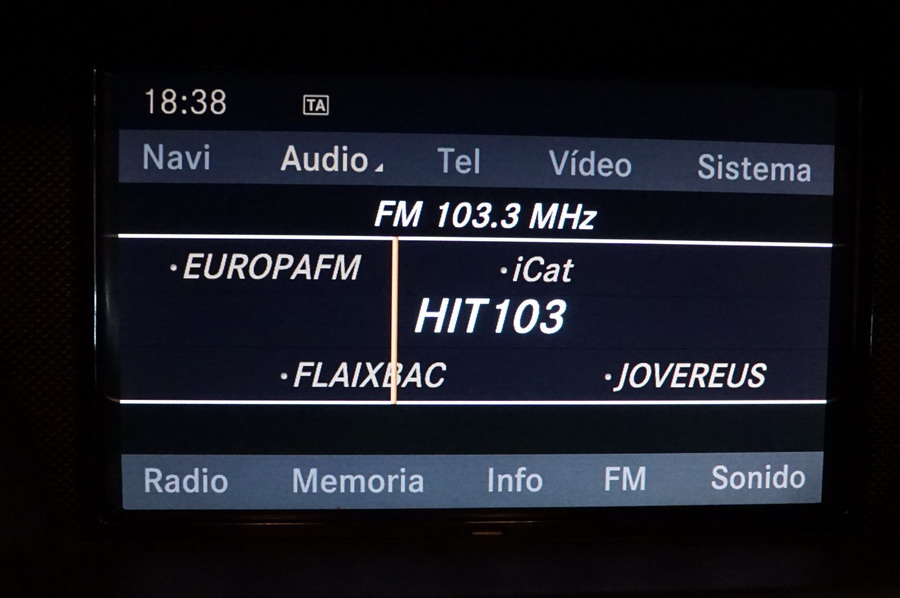 18:38 TA
Navi Audio Tel Vídeo Sistema
FM 103.3 MHz
·EUROPAFM ·iCat
HIT103
·FLAIXBAC ·JOVEREUS
Radio Memoria Info FM Sonido